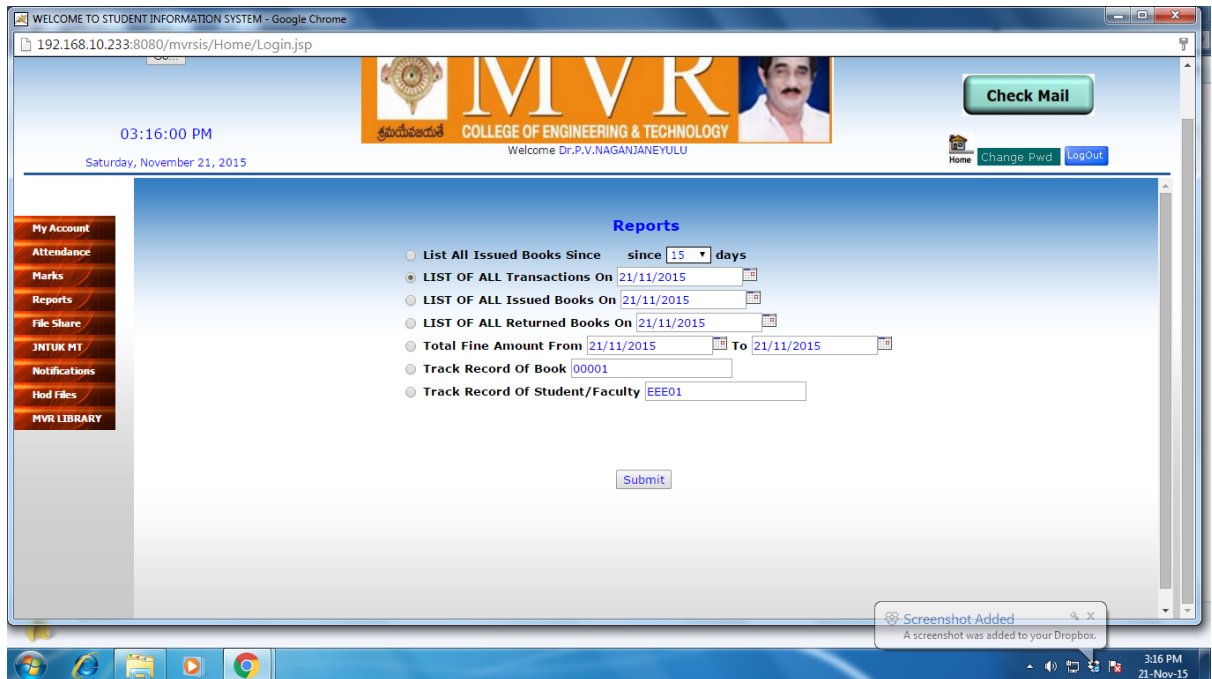 WELCOME TO STUDENT INFORMATION SYSTEM - Google Chrome
192.168.10.233:8080/mvrsis/Home/Login.jsp
MVR
శ్రమయేవజయతే COLLEGE OF ENGINEERING & TECHNOLOGY
Welcome Dr.P.V.NAGANJANEYULU
03:16:00 PM
Saturday, November 21, 2015
Check Mail
Home Change Pwd LogOut
My Account
Attendance
Marks
Reports
File Share
JNTUK MT
Notifications
Hod Files
MVR LIBRARY
Reports
List All Issued Books Since since 15 days
LIST OF ALL Transactions On 21/11/2015
LIST OF ALL Issued Books On 21/11/2015
LIST OF ALL Returned Books On 21/11/2015
Total Fine Amount From 21/11/2015 To 21/11/2015
Track Record Of Book 00001
Track Record Of Student/Faculty EEE01
Submit
Screenshot Added
A screenshot was added to your Dropbox.
3:16 PM
21-Nov-15